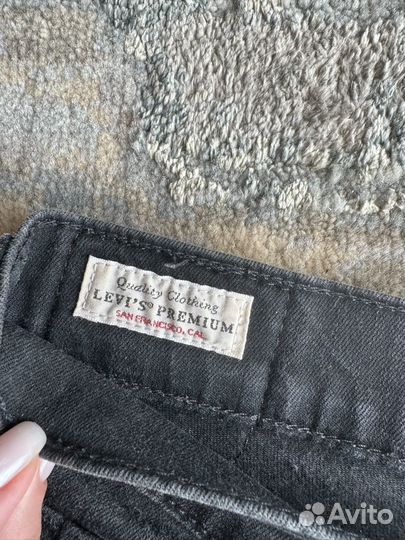 Quality Clothing
LEVI'S® PREMIUM
SAN FRANCISCO, CAL.
Avito